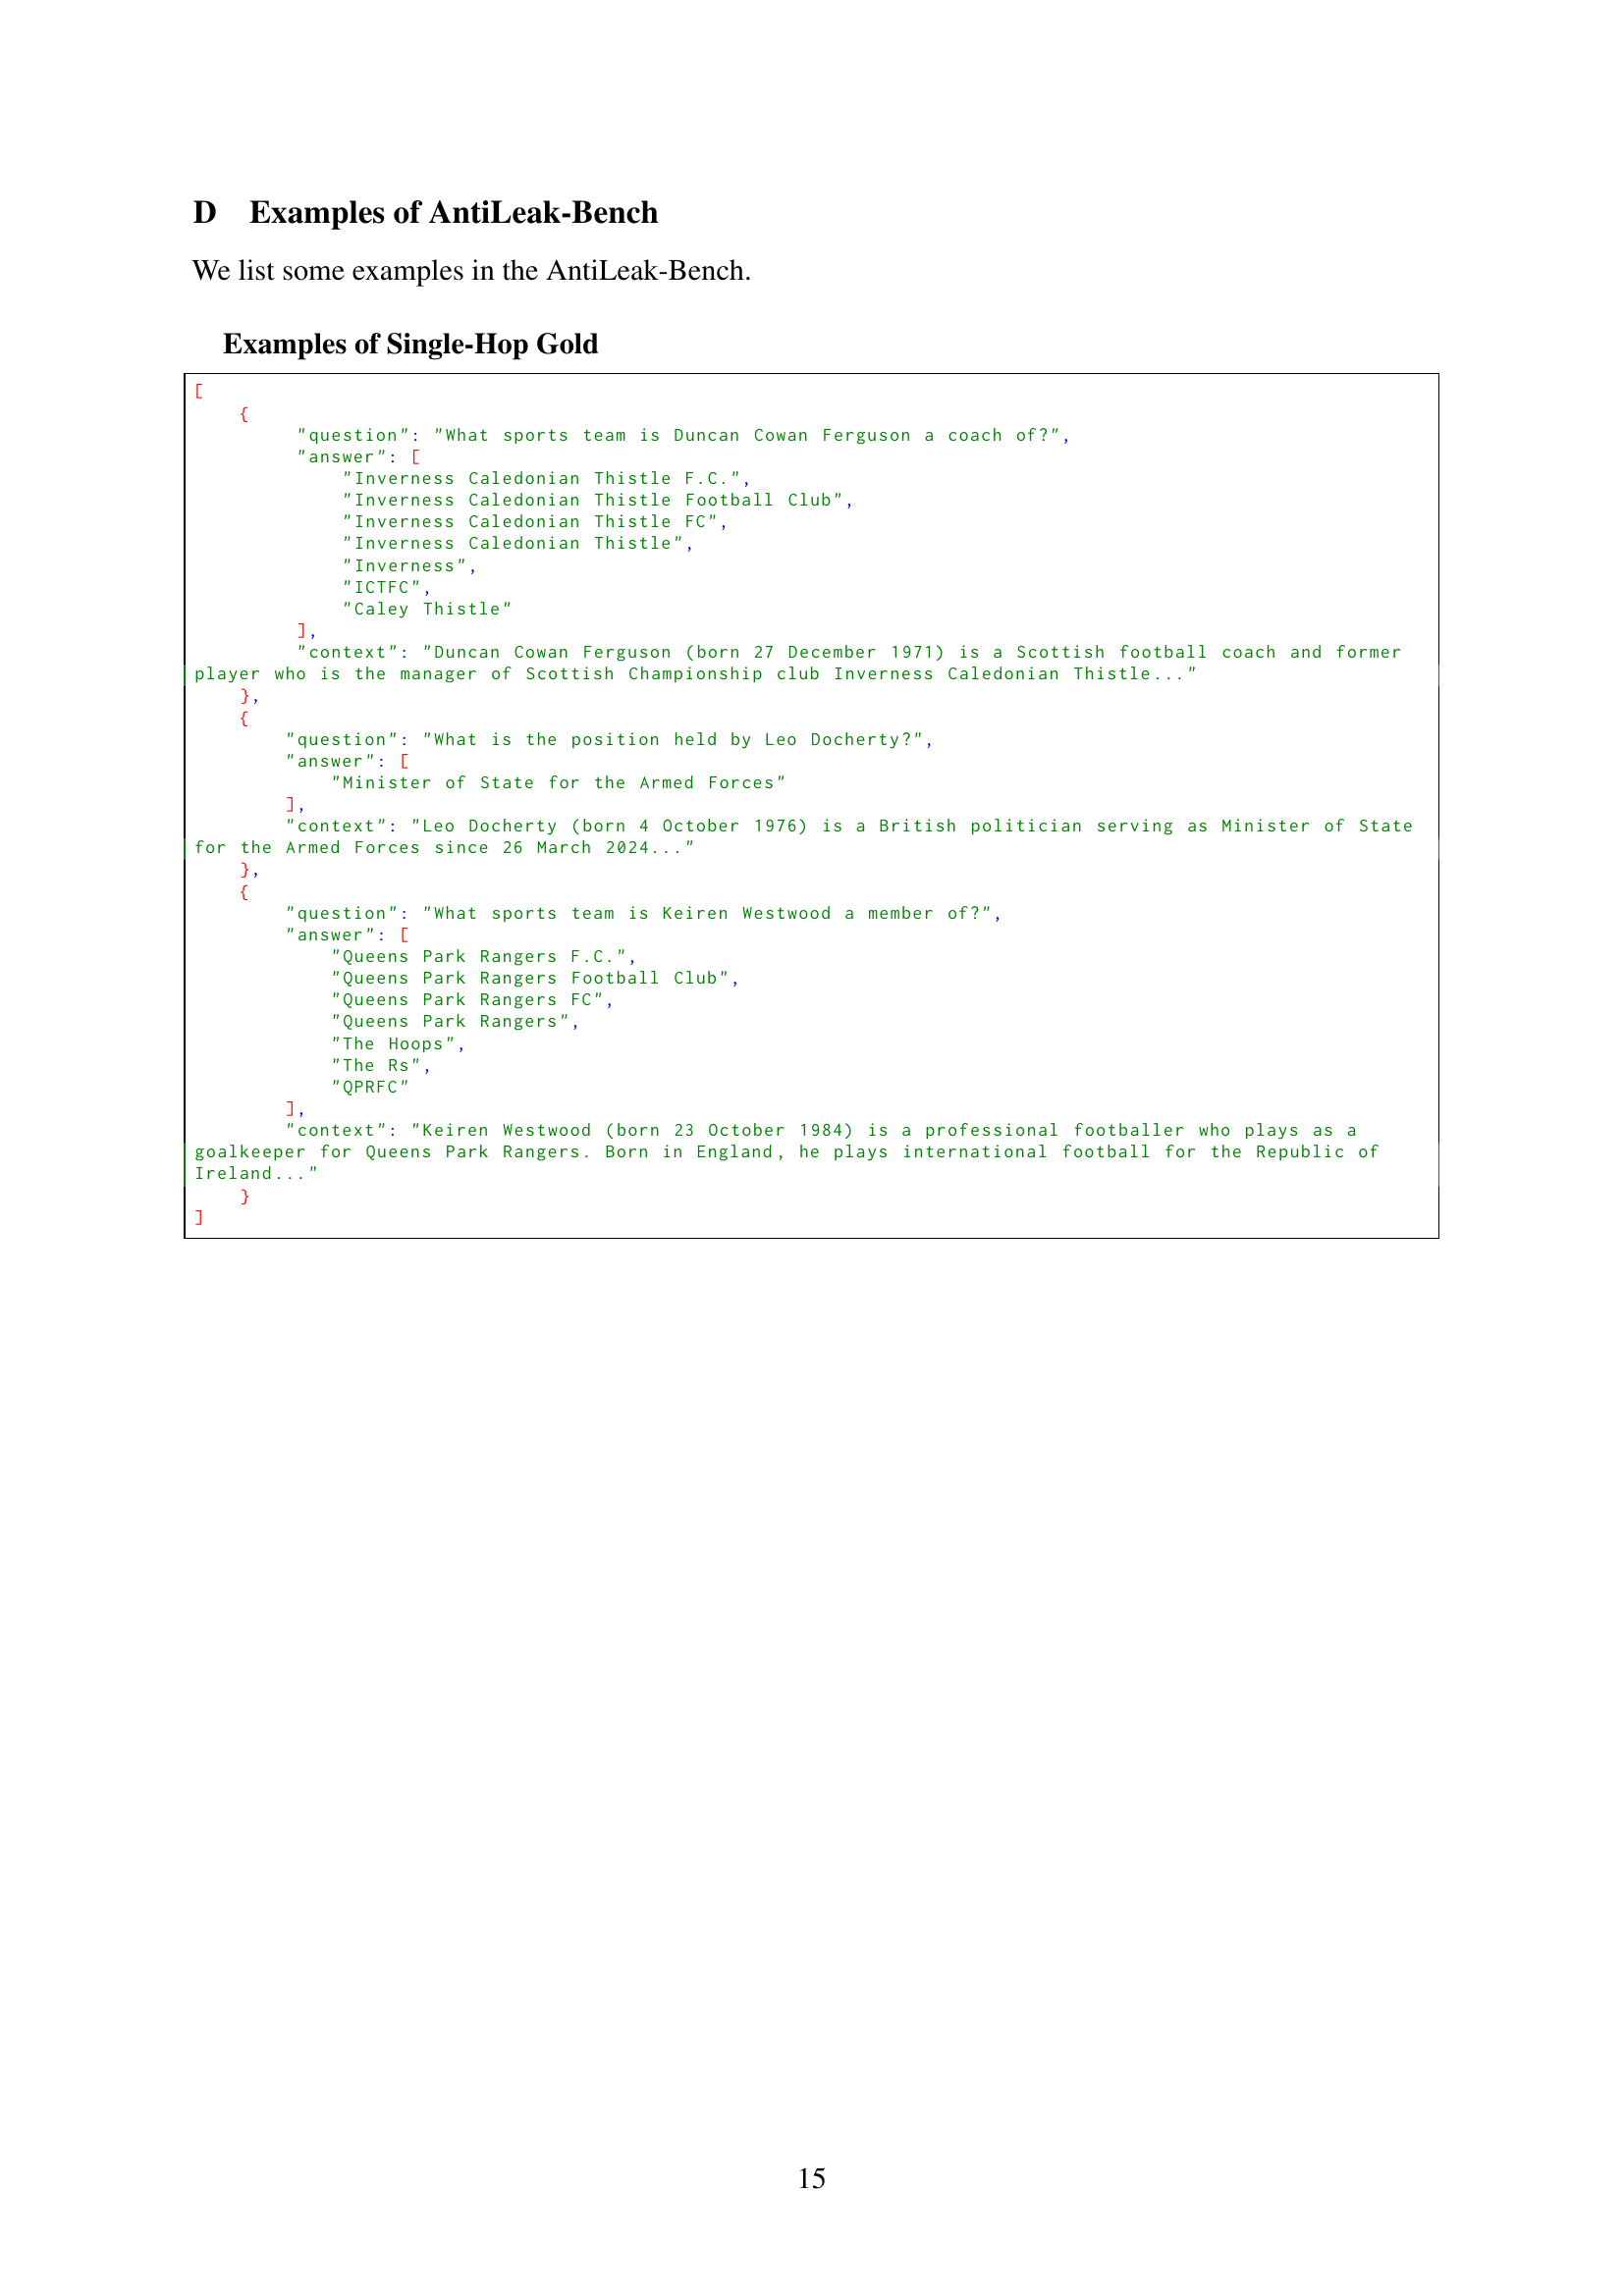 D Examples of AntiLeak-Bench
We list some examples in the AntiLeak-Bench.
Examples of Single-Hop Gold
[
{
"question": "What sports team is Duncan Cowan Ferguson a coach of?",
"answer": [
"Inverness Caledonian Thistle F.C.",
"Inverness Caledonian Thistle Football Club",
"Inverness Caledonian Thistle FC",
"Inverness Caledonian Thistle",
"Inverness",
"ICTFC",
"Caley Thistle"
],
"context": "Duncan Cowan Ferguson (born 27 December 1971) is a Scottish football coach and former
player who is the manager of Scottish Championship club Inverness Caledonian Thistle..."
},
{
"question": "What is the position held by Leo Docherty?",
"answer": [
"Minister of State for the Armed Forces"
],
"context": "Leo Docherty (born 4 October 1976) is a British politician serving as Minister of State
for the Armed Forces since 26 March 2024..."
},
{
"question": "What sports team is Keiren Westwood a member of?",
"answer": [
"Queens Park Rangers F.C.",
"Queens Park Rangers Football Club",
"Queens Park Rangers FC",
"Queens Park Rangers",
"The Hoops",
"The Rs",
"QPRFC"
],
"context": "Keiren Westwood (born 23 October 1984) is a professional footballer who plays as a
goalkeeper for Queens Park Rangers. Born in England, he plays international football for the Republic of
Ireland..."
}
]
15